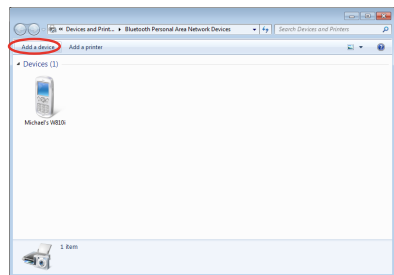 « Devices and Print... ▸ Bluetooth Personal Area Network Devices
Search Devices and Printers
Add a device Add a printer
Devices (1)
Michael's W810i
1 item